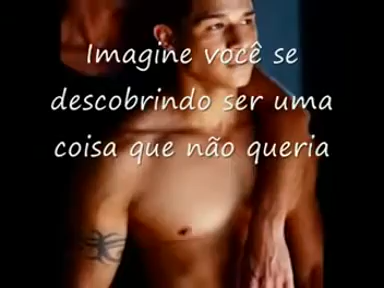 Imagine você se
descobrindo ser uma
coisa que não queria